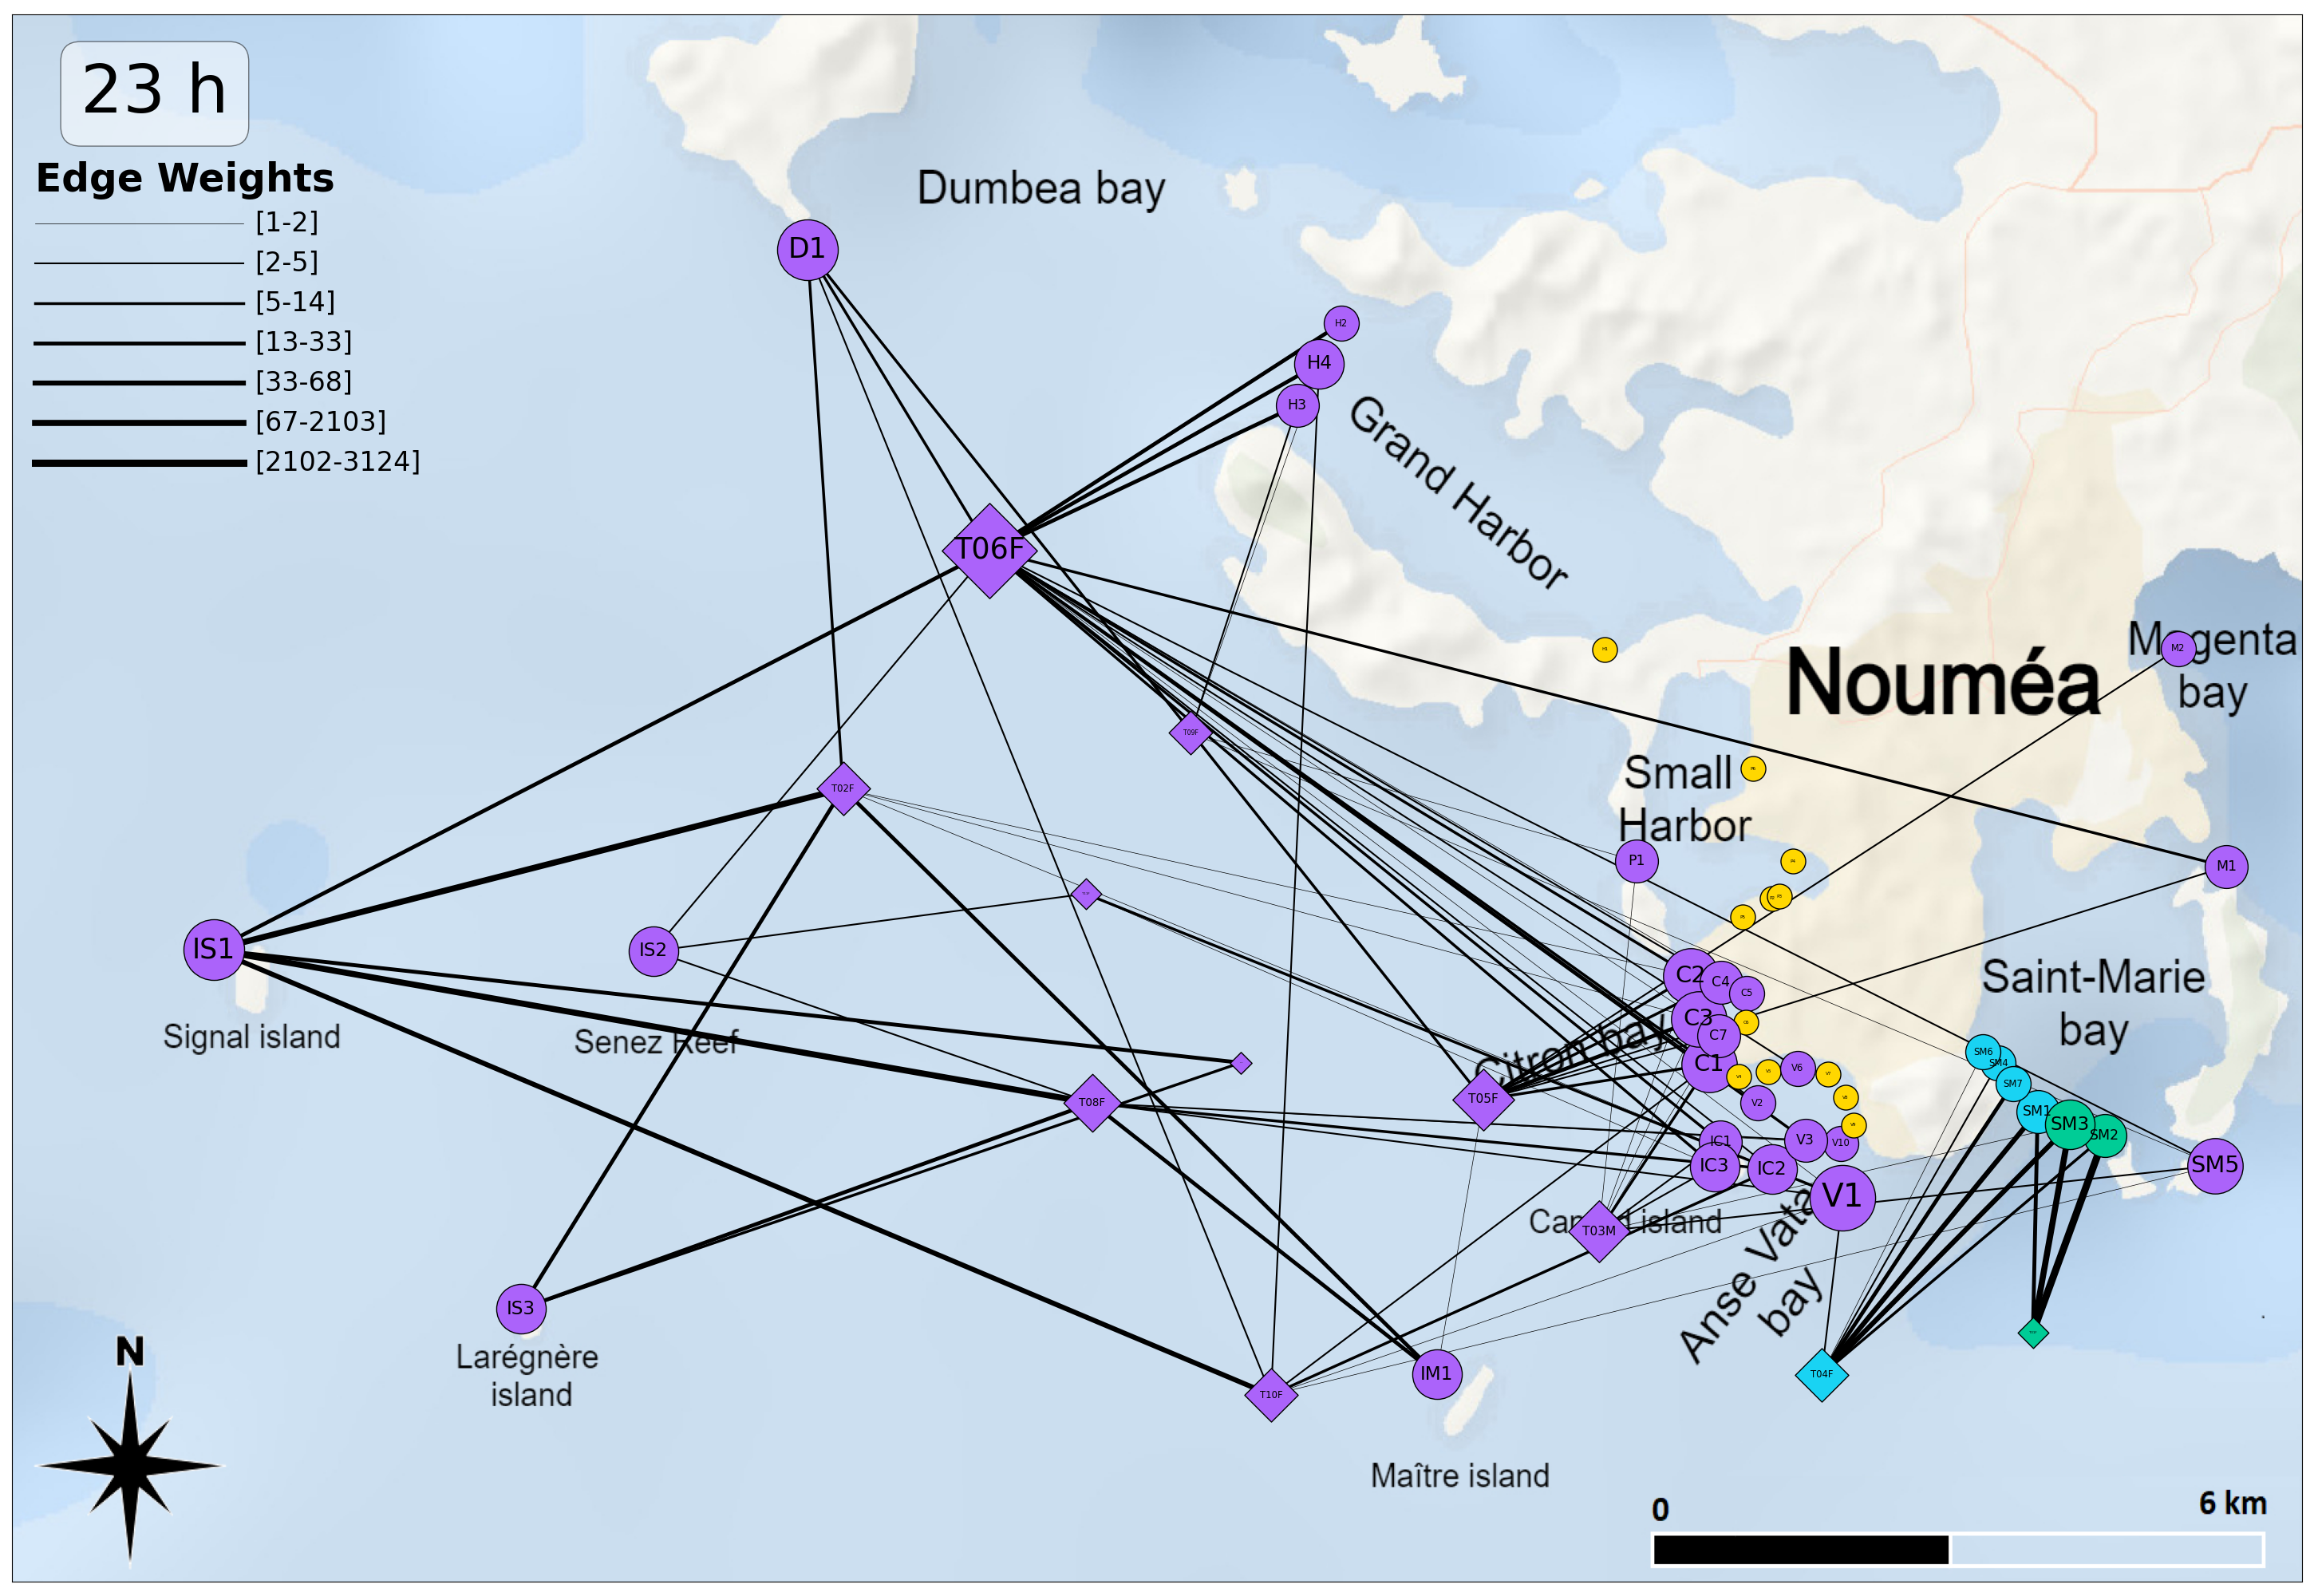 23 h
Edge Weights
[1-2]
[2-5]
[5-14]
[13-33]
[33-68]
[67-2103]
[2102-3124]
Dumbea bay
D1
H2
H4
H3
Grand Harbor
T06F
H1
Nouméa
Magenta
bay
M2
T09F
Small
Harbor
T02F
P1
M1
IS1
IS2
Signal island
Senez Reef
C2
C4
C5
C3
C7
C1
Citron bay
Saint-Marie
bay
V6
V2
SM6
SM4
SM7
SM1
SM3
SM2
SM5
T08F
T05F
IC1
IC3
IC2
V3
V10
V1
T03M
Canard island
Anse Vata
bay
IS3
Larégnère
island
N
T10F
IM1
T04F
Maître island
0
6 km